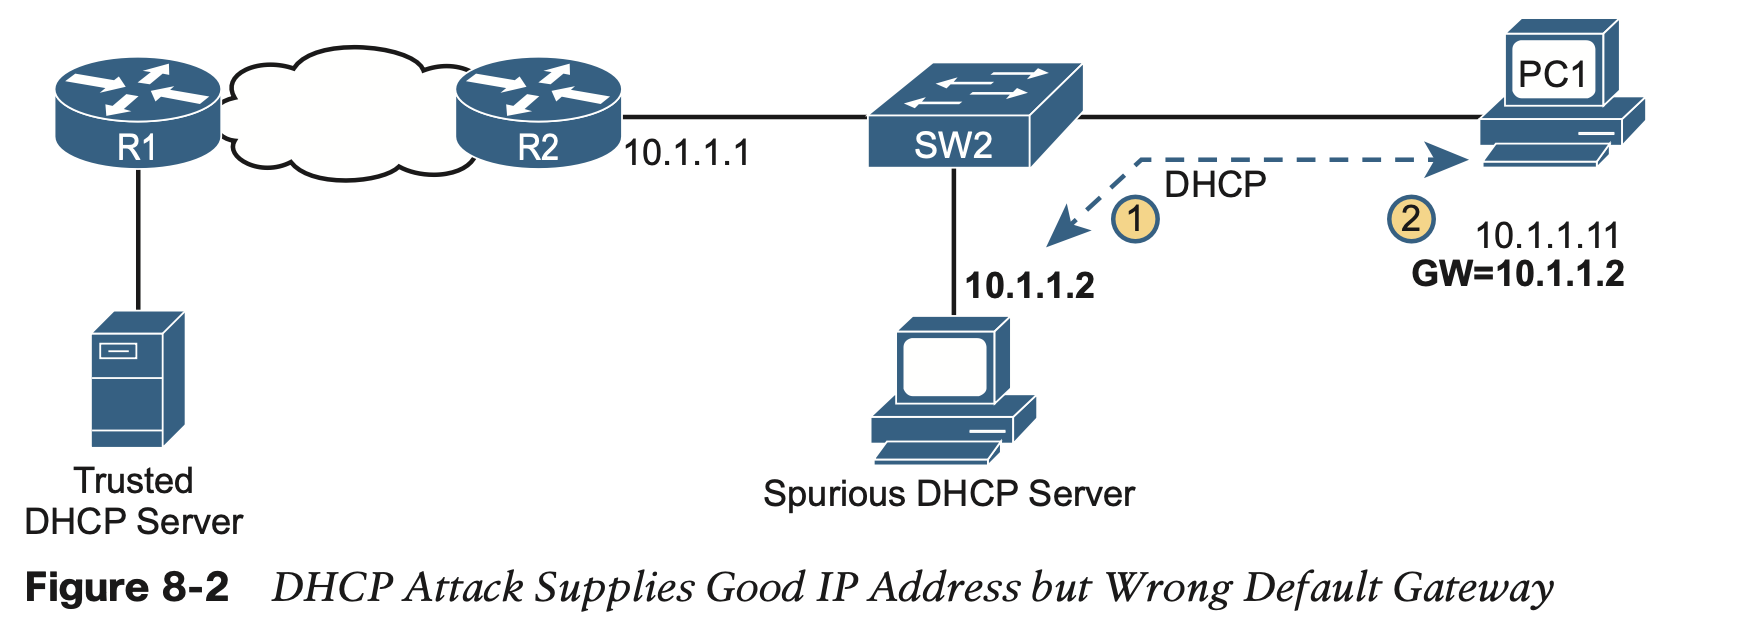 R1
R2
10.1.1.1
SW2
PC1
DHCP
1
2
10.1.1.11
GW=10.1.1.2
10.1.1.2
Trusted
DHCP Server
Spurious DHCP Server
Figure 8-2 DHCP Attack Supplies Good IP Address but Wrong Default Gateway